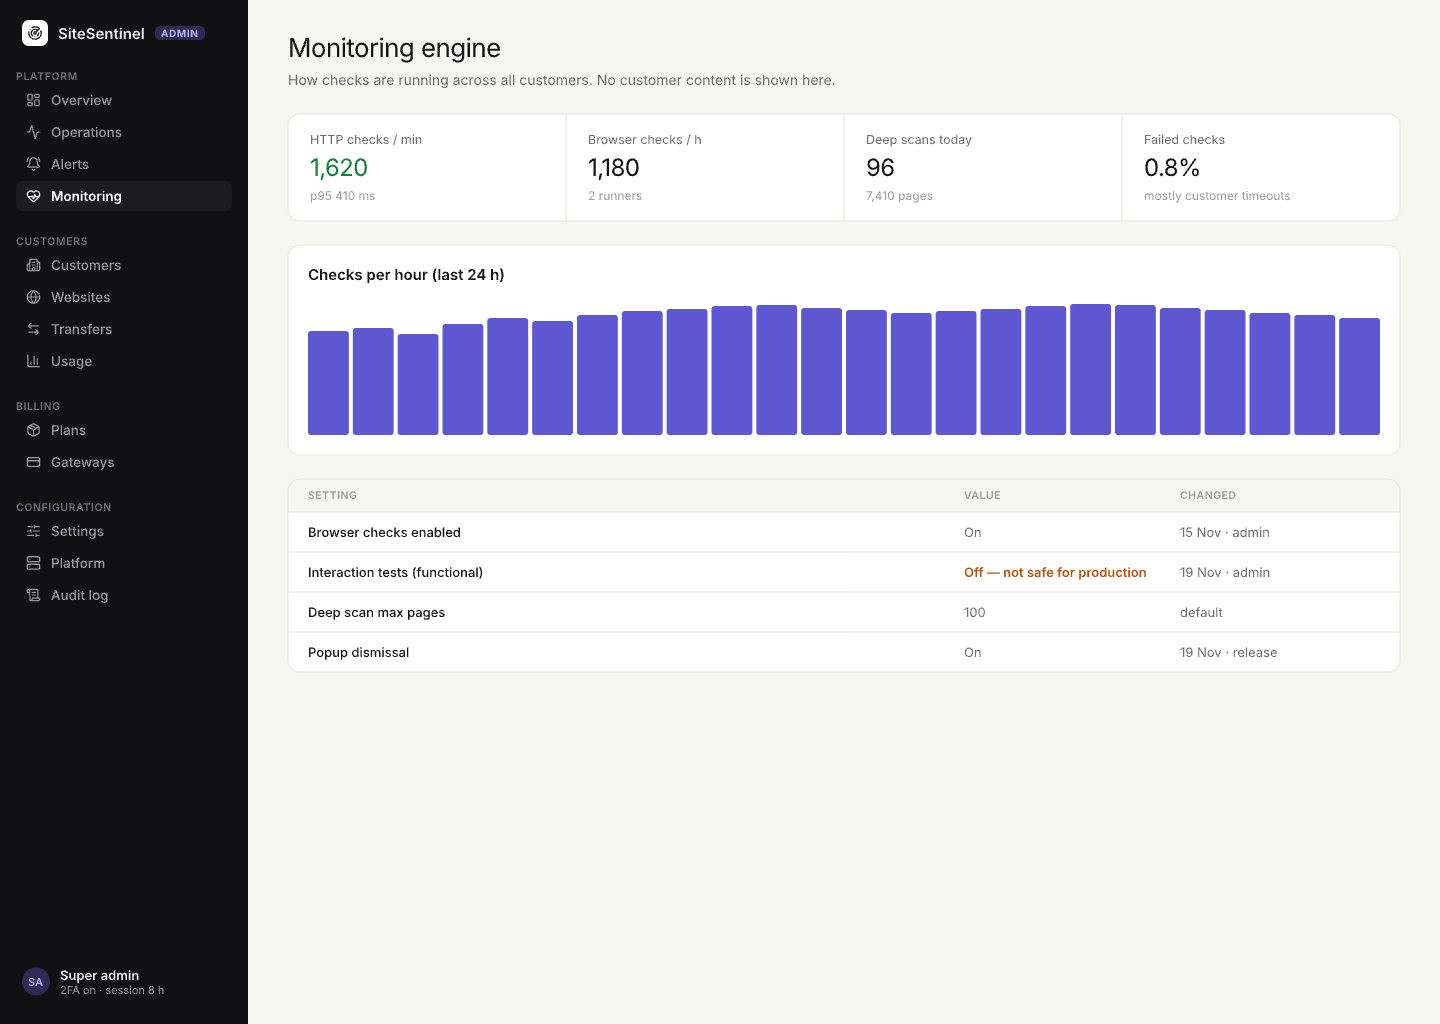 SiteSentinel ADMIN
PLATFORM
Overview
Operations
Alerts
Monitoring
CUSTOMERS
Customers
Websites
Transfers
Usage
BILLING
Plans
Gateways
CONFIGURATION
Settings
Platform
Audit log
SA
Super admin
2FA on · session 8 h
Monitoring engine
How checks are running across all customers. No customer content is shown here.
HTTP checks / min
1,620
p95 410 ms
Browser checks / h
1,180
2 runners
Deep scans today
96
7,410 pages
Failed checks
0.8%
mostly customer timeouts
Checks per hour (last 24 h)
SETTING VALUE CHANGED
Browser checks enabled On 15 Nov · admin
Interaction tests (functional) Off — not safe for production 19 Nov · admin
Deep scan max pages 100 default
Popup dismissal On 19 Nov · release